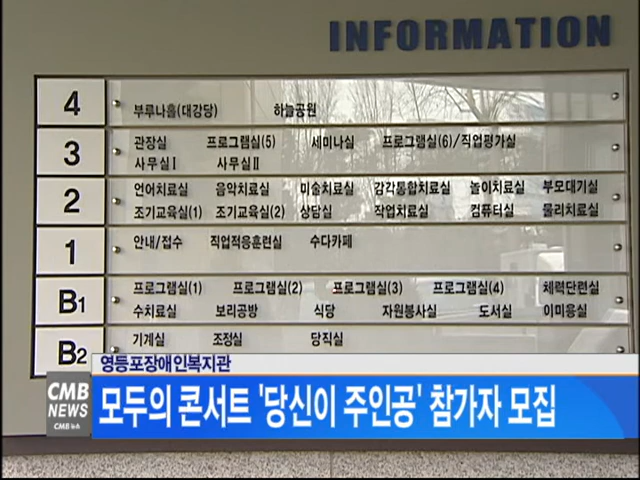 INFORMATION
4 부루나홀(대강당) 하늘공원
3 관장실 프로그램실(5) 세미나실 프로그램실(6)/직업평가실
사무실Ⅰ 사무실Ⅱ
2 언어치료실 음악치료실 미술치료실 감각통합치료실 놀이치료실 부모대기실
조기교육실(1) 조기교육실(2) 상담실 작업치료실 컴퓨터실 물리치료실
1 안내/접수 직업적응훈련실 수다카페
B1 프로그램실(1) 프로그램실(2) 프로그램실(3) 프로그램실(4) 체력단련실
수치료실 보리공방 식당 자원봉사실 도서실 이미용실
B2 기계실 조정실 당직실
영등포장애인복지관
CMB NEWS CMB 뉴스
모두의 콘서트 '당신이 주인공' 참가자 모집